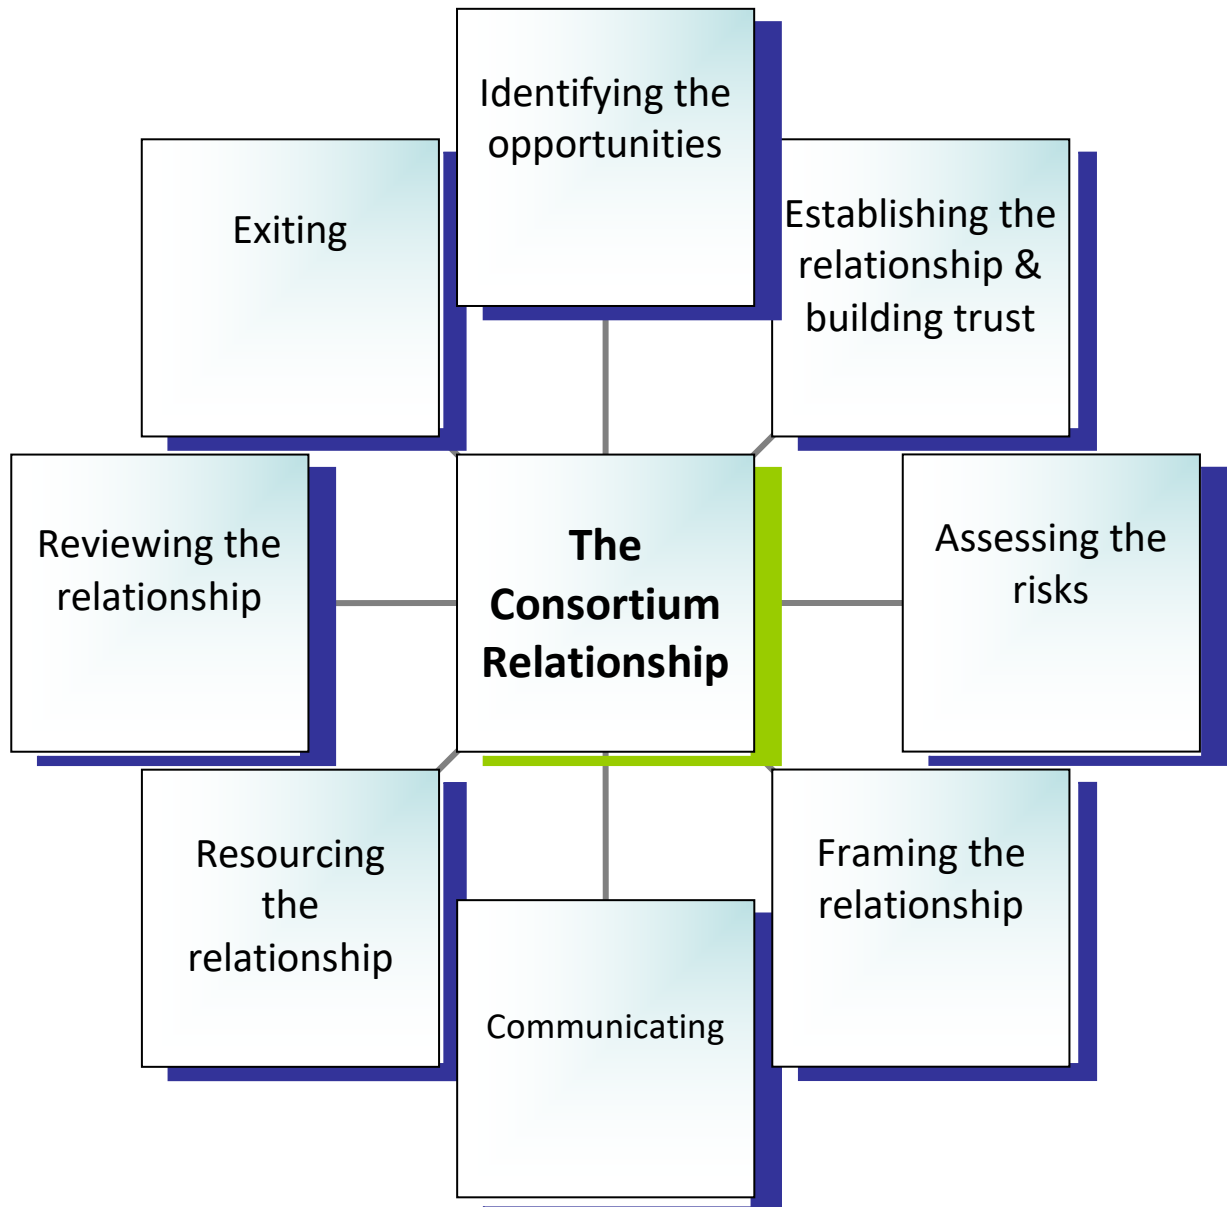 Identifying the
opportunities
Establishing the
relationship &
building trust
Assessing the
risks
Framing the
relationship
Communicating
Resourcing
the
relationship
Reviewing the
relationship
Exiting
The
Consortium
Relationship